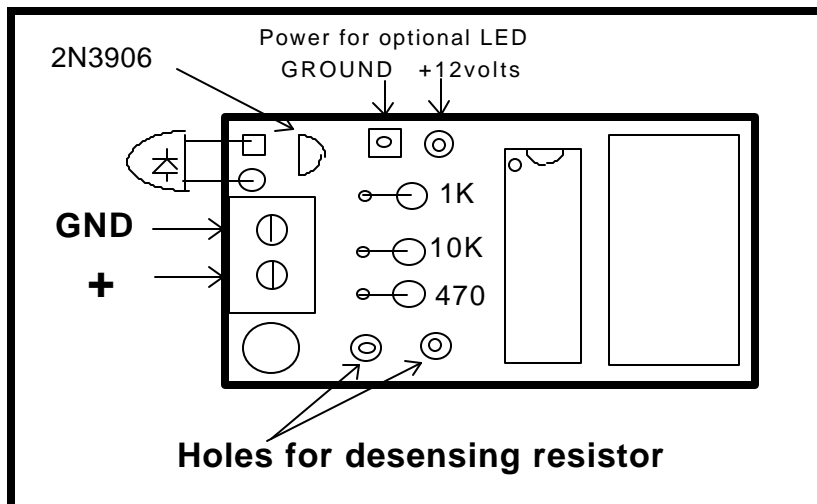 Power for optional LED
2N3906
GROUND +12volts
1K
GND
10K
+
470
Holes for desensing resistor